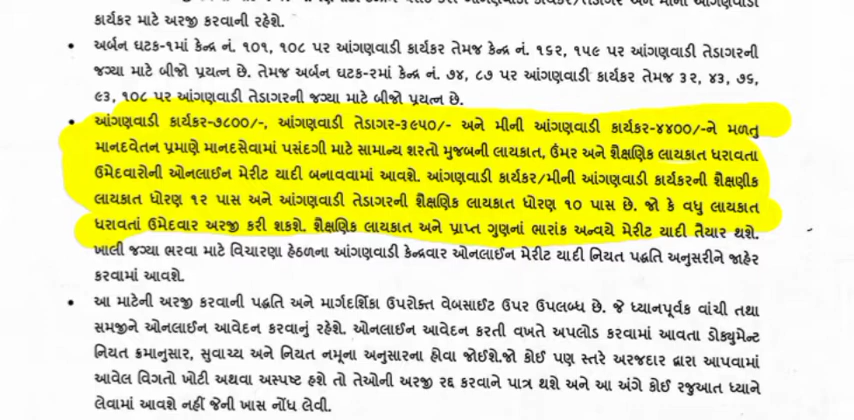 કાર્યકર માટે અરજી કરવાની રહેશે.
• અર્બન ઘટક-૧માં કેન્દ્ર નં. ૧૦૧, ૧૦૮ પર આંગણવાડી કાર્યકર તેમજ કેન્દ્ર નં. ૧૬૨, ૧૫૯ પર આંગણવાડી તેડાગરની
જગ્યા માટે બીજો પ્રયત્ન છે. તેમજ અર્બન ઘટક-૨માં કેન્દ્ર નં. ૭૪, ૮૭ પર આંગણવાડી કાર્યકર તેમજ ૩૨, ૪૩, ૭૬,
૯૩, ૧૦૮ પર આંગણવાડી તેડાગરની જગ્યા માટે બીજો પ્રયત્ન છે.
• આંગણવાડી કાર્યકર-૭૮૦૦/-, આંગણવાડી તેડાગર-૩૯૫૦/- અને મીની આંગણવાડી કાર્યકર-૪૪૦૦/-ને મળતુ
માનદવેતન પ્રમાણે માનદસેવામાં પસંદગી માટે સામાન્ય શરતો મુજબની લાયકાત, ઉંમર અને શૈક્ષણિક લાયકાત ધરાવતા
ઉમેદવારોની ઓનલાઈન મેરીટ યાદી બનાવવામાં આવશે. આંગણવાડી કાર્યકર/મીની આંગણવાડી કાર્યકરની શૈક્ષણીક
લાયકાત ધોરણ ૧૨ પાસ અને આંગણવાડી તેડાગરની શૈક્ષણિક લાયકાત ધોરણ ૧૦ પાસ છે. જો કે વધુ લાયકાત
ધરાવતાં ઉમેદવાર અરજી કરી શકશે. શૈક્ષણિક લાયકાત અને પ્રાપ્ત ગુણનાં ભારાંક અન્વયે મેરીટ યાદી તૈયાર થશે.
ખાલી જગ્યા ભરવા માટે વિચારણા હેઠળના આંગણવાડી કેન્દ્રવાર ઓનલાઈન મેરીટ યાદી નિયત પદ્ધતિ અનુસરીને જાહેર
કરવામાં આવશે.
• આ માટેની અરજી કરવાની પદ્ધતિ અને માર્ગદર્શિકા ઉપરોક્ત વેબસાઈટ ઉપર ઉપલબ્ધ છે. જે ધ્યાનપૂર્વક વાંચી તથા
સમજીને ઓનલાઈન આવેદન કરવાનું રહેશે. ઓનલાઈન આવેદન કરતી વખતે અપલોડ કરવામાં આવતા ડોક્યુમેન્ટ
નિયત ક્રમાનુસાર, સુવાચ્ય અને નિયત નમૂના અનુસારના હોવા જોઈશે.જો કોઈ પણ સ્તરે અરજદાર દ્વારા આપવામાં
આવેલ વિગતો ખોટી અથવા અસ્પષ્ટ હશે તો તેઓની અરજી રદ્દ કરવાને પાત્ર થશે અને આ અંગે કોઈ રજુઆત ધ્યાને
લેવામાં આવશે નહીં જેની ખાસ નોંધ લેવી.